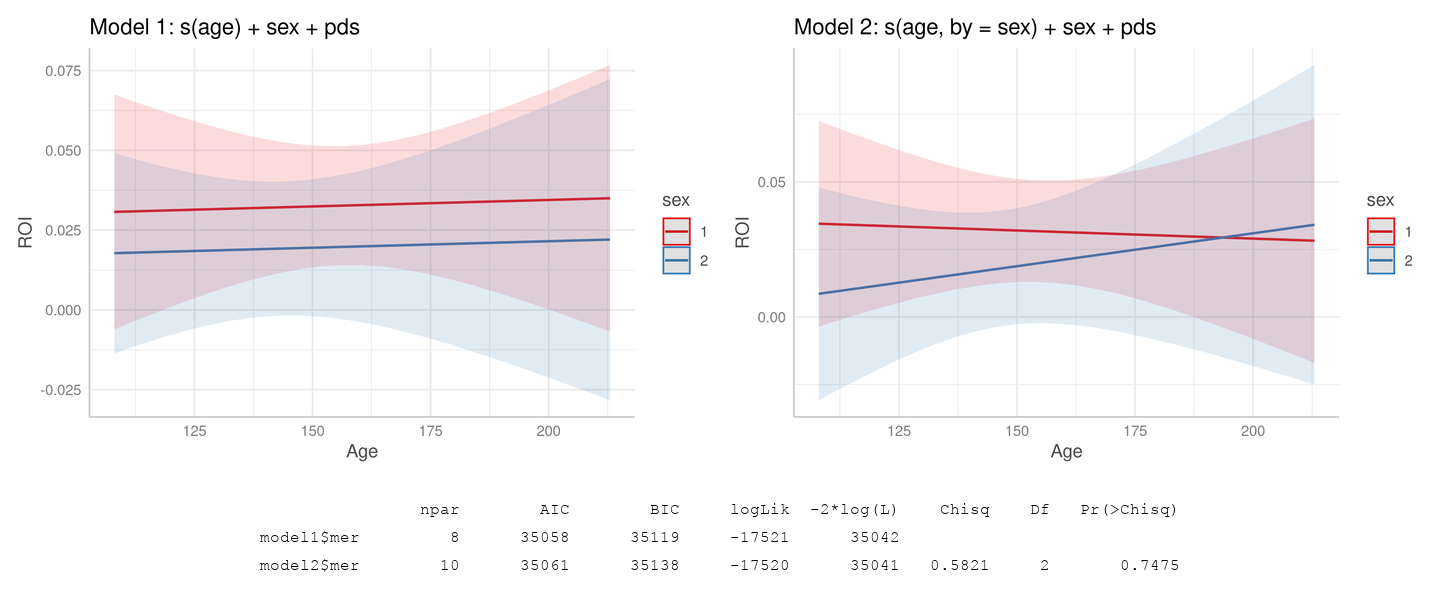 Model 1: s(age) + sex + pds
0.075
0.050
0.025
0.000
-0.025
ROI
125 150 175 200
Age
sex
1
2
Model 2: s(age, by = sex) + sex + pds
0.05
0.00
ROI
125 150 175 200
Age
sex
1
2
npar AIC BIC logLik -2*log(L) Chisq Df Pr(>Chisq)
model1$mer 8 35058 35119 -17521 35042
model2$mer 10 35061 35138 -17520 35041 0.5821 2 0.7475